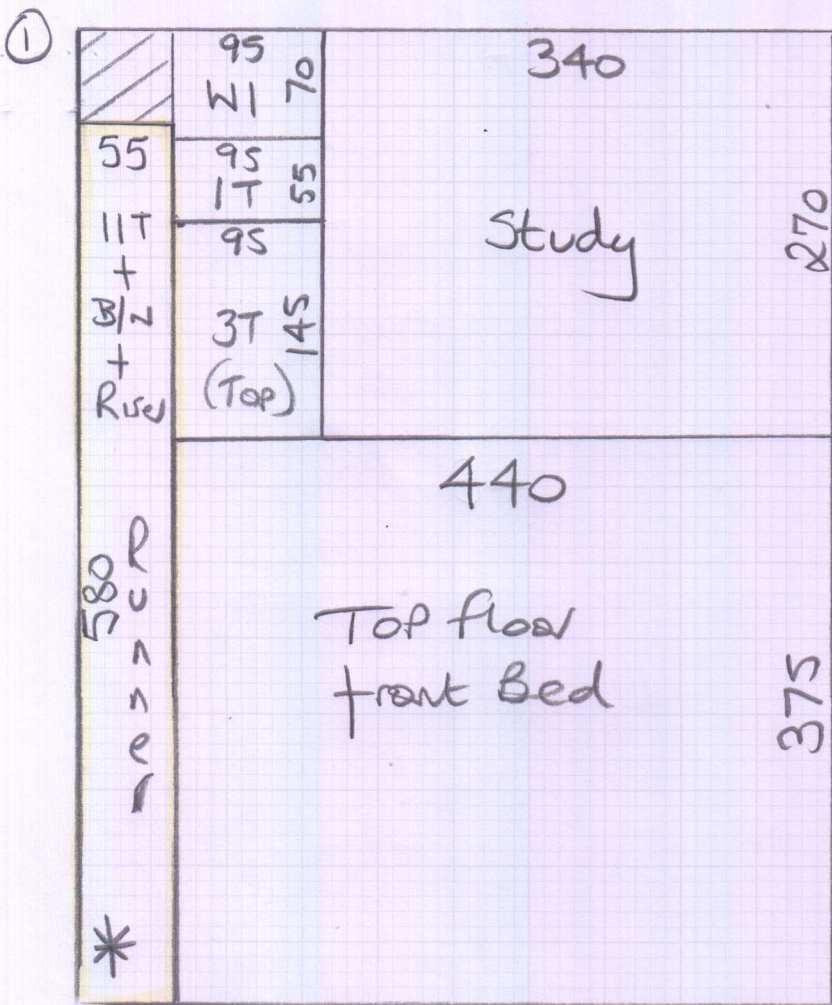 1
95
W1
70
340
55
95
1T
55
11T
+
B/N
+
Riser
95
3T
145
(Top)
Study
270
440
580
Runner
Top floor
front Bed
375
*